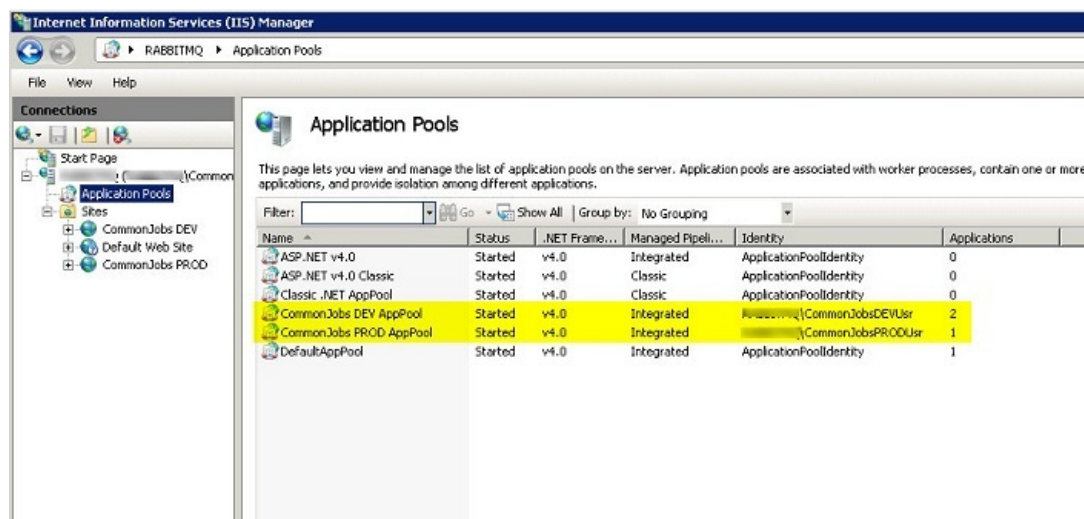 Internet Information Services (IIS) Manager
RABBITMQ Application Pools
File View Help
Connections
Start Page
\Common
Application Pools
Sites
CommonJobs DEV
Default Web Site
CommonJobs PROD
Application Pools
This page lets you view and manage the list of application pools on the server. Application pools are associated with worker processes, contain one or more
applications, and provide isolation among different applications.
Filter: Go Show All Group by: No Grouping
Name Status .NET Frame... Managed Pipeli... Identity Applications
ASP.NET v4.0 Started v4.0 Integrated ApplicationPoolIdentity 0
ASP.NET v4.0 Classic Started v4.0 Classic ApplicationPoolIdentity 0
Classic .NET AppPool Started v4.0 Classic ApplicationPoolIdentity 0
CommonJobs DEV AppPool Started v4.0 Integrated \CommonJobsDEVUsr 2
CommonJobs PROD AppPool Started v4.0 Integrated \CommonJobsPRODUsr 1
DefaultAppPool Started v4.0 Integrated ApplicationPoolIdentity 1